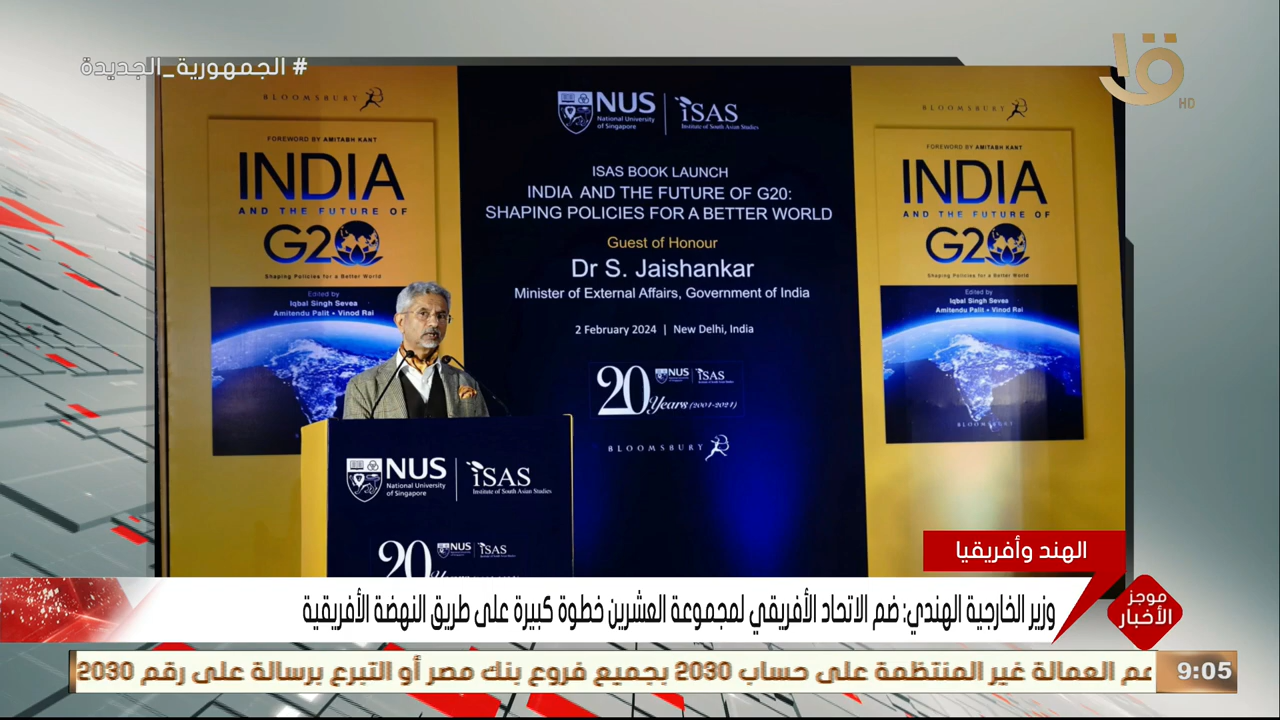 # الجمهورية_الجديدة
HD
BLOOMSBURY
FOREWORD BY AMITABH KANT
INDIA
AND THE FUTURE OF
G20
Shaping Policies for a Better World
Edited by
Iqbal Singh Sevea
Amitendu Palit • Vinod Rai
NUS
National University
of Singapore
ISAS
Institute of South Asian Studies
ISAS BOOK LAUNCH
INDIA AND THE FUTURE OF G20:
SHAPING POLICIES FOR A BETTER WORLD
Guest of Honour
Dr S. Jaishankar
Minister of External Affairs, Government of India
2 February 2024 | New Delhi, India
20 Years (2004-2024)
NUS
ISAS
BLOOMSBURY
BLOOMSBURY
FOREWORD BY AMITABH KANT
INDIA
AND THE FUTURE OF
G20
Shaping Policies for a Better World
Edited by
Iqbal Singh Sevea
Amitendu Palit • Vinod Rai
BLOOMSBURY
NUS
National University
of Singapore
ISAS
Institute of South Asian Studies
20
NUS
ISAS
الهند وأفريقيا
موجز
الأخبار
وزير الخارجية الهندي: ضم الاتحاد الأفريقي لمجموعة العشرين خطوة كبيرة على طريق النهضة الأفريقية
9:05
عم العمالة غير المنتظمة على حساب 2030 بجميع فروع بنك مصر أو التبرع برسالة على رقم 2030